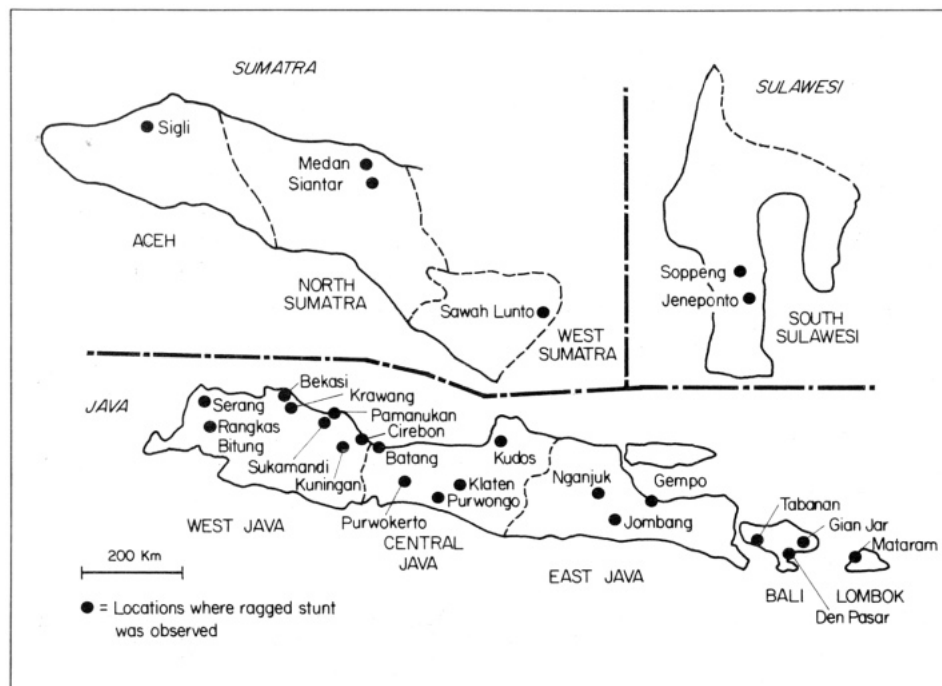 SUMATRA
SULAWESI
Sigli
Medan
Siantar
ACEH
NORTH
SUMATRA
Sawah Lunto
WEST
SUMATRA
Soppeng
Jeneponto
SOUTH
SULAWESI
JAVA
Bekasi
Krawang
Serang
Pamanukan
Rangkas
Bitung
Cirebon
Sukamandi
Batang
Kudos
Kuningan
Klaten
Purwongo
Nganjuk
Gempo
Jombang
Tabanan
Gian Jar
Mataram
Purwokerto
WEST JAVA
CENTRAL
JAVA
EAST JAVA
BALI
LOMBOK
Den Pasar
200 Km
= Locations where ragged stunt
was observed